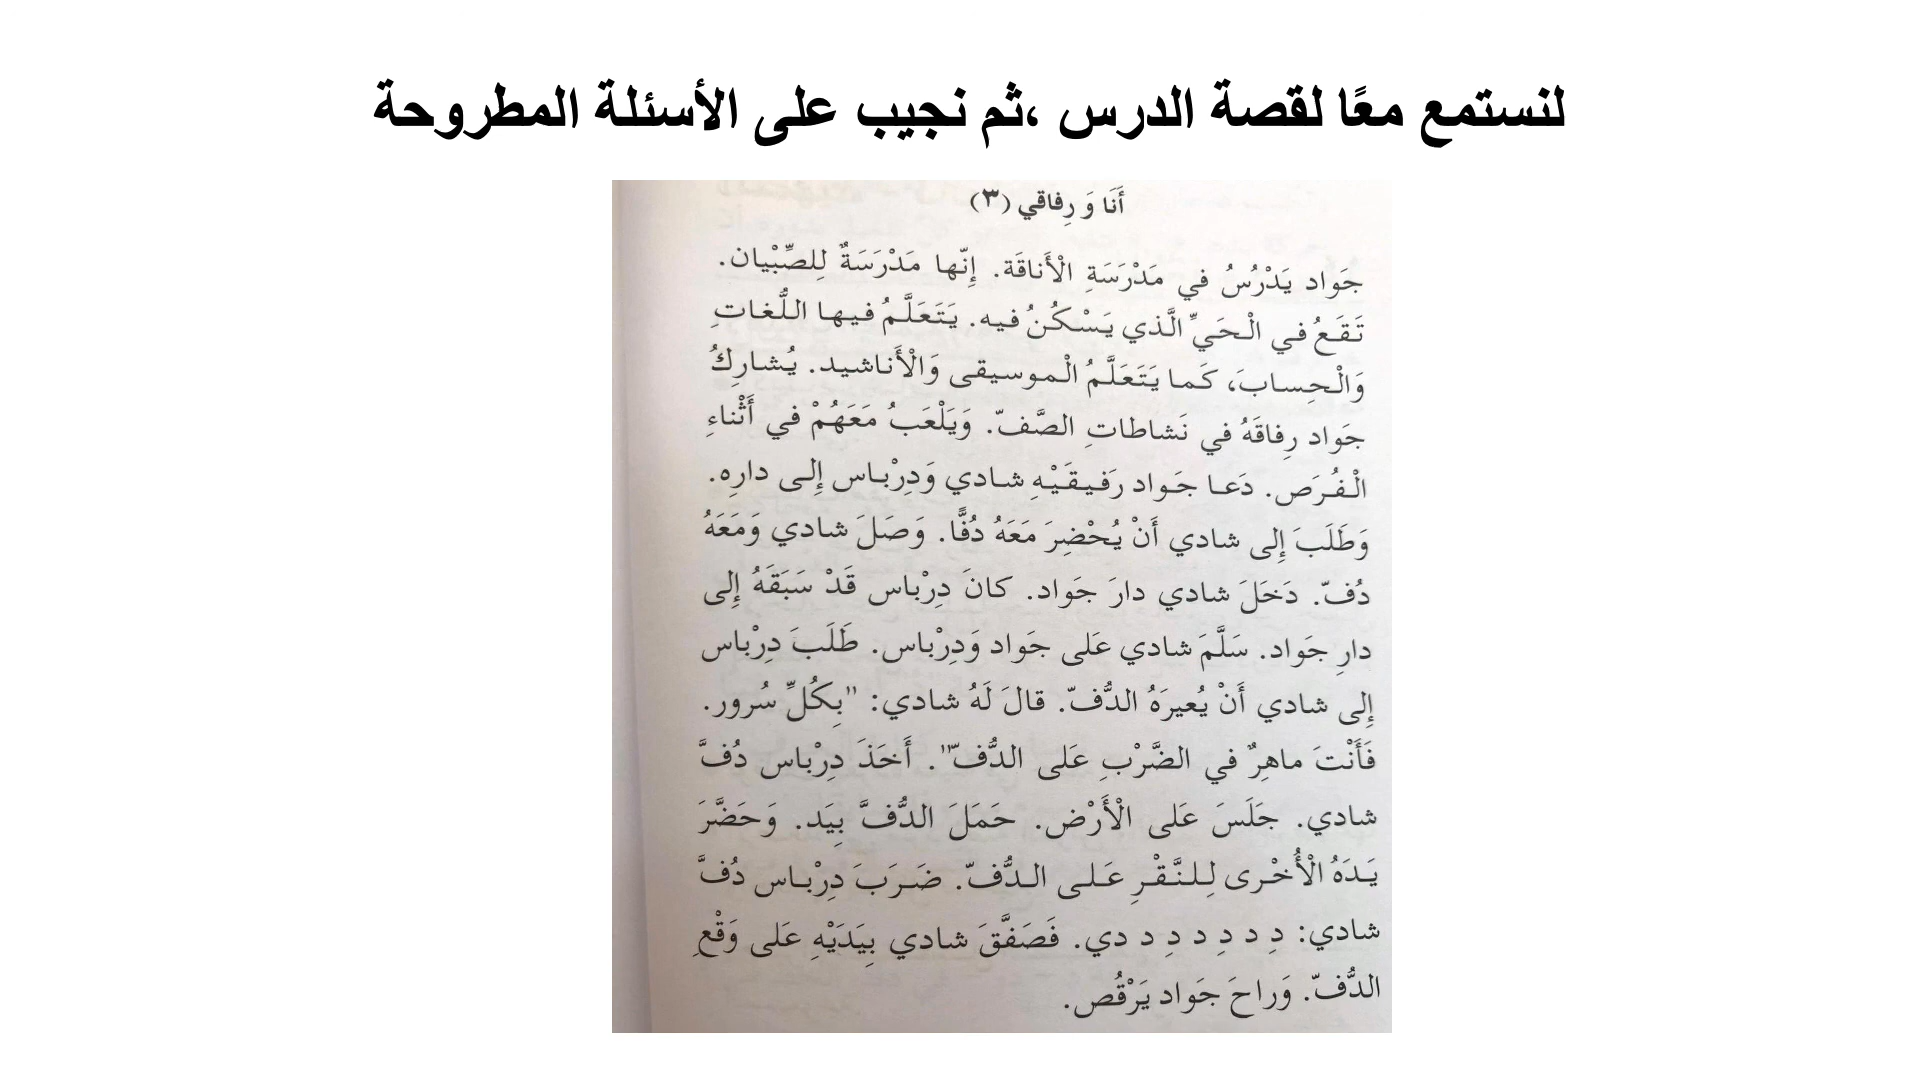 لنستمع معًا لقصة الدرس ،ثم نجيب على الأسئلة المطروحة
أَنَا وَ رِفاقي (٣)
جَواد يَدْرُسُ في مَدْرَسَةِ الْأَناقَة. إِنّها مَدْرَسَةٌ لِلصِّبْيان.
تَقَعُ في الْحَيِّ الَّذي يَسْكُنُ فيه. يَتَعَلَّمُ فيها اللُّغاتِ
وَالْحِسابَ، كَما يَتَعَلَّمُ الْموسيقى وَالْأَناشيد. يُشارِكُ
جَواد رِفاقَهُ في نَشاطاتِ الصَّفّ. وَيَلْعَبُ مَعَهُمْ في أَثْناءِ
الْفُرَص. دَعا جَواد رَفيقَيْهِ شادي وَدِرْباس إِلى دارِه.
وَطَلَبَ إِلى شادي أَنْ يُحْضِرَ مَعَهُ دُفًّا. وَصَلَ شادي وَمَعَهُ
دُفّ. دَخَلَ شادي دارَ جَواد. كانَ دِرْباس قَدْ سَبَقَهُ إِلى
دارِ جَواد. سَلَّمَ شادي عَلى جَواد وَدِرْباس. طَلَبَ دِرْباس
إِلى شادي أَنْ يُعيرَهُ الدُّفّ. قالَ لَهُ شادي: "بِكُلِّ سُرور.
فَأَنْتَ ماهِرٌ في الضَّرْبِ عَلى الدُّفّ". أَخَذَ دِرْباس دُفَّ
شادي. جَلَسَ عَلى الْأَرْض. حَمَلَ الدُّفَّ بِيَد. وَحَضَّرَ
يَدَهُ الْأُخْرى لِلنَّقْرِ عَلى الدُّفّ. ضَرَبَ دِرْباس دُفَّ
شادي: دِ د دِ د دِ د دي. فَصَفَّقَ شادي بِيَدَيْهِ عَلى وَقْعِ
الدُّفّ. وَراحَ جَواد يَرْقُص.